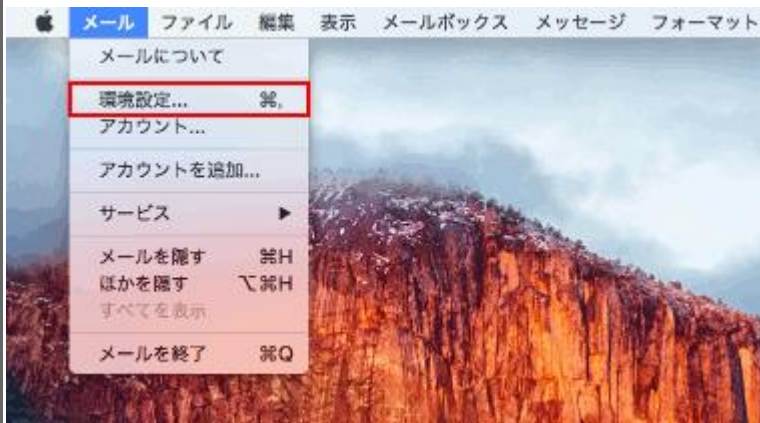 メール ファイル 編集 表示 メールボックス メッセージ フォーマット
メールについて
環境設定... ⌘,
アカウント...
アカウントを追加...
サービス ▶
メールを隠す ⌘H
ほかを隠す ⌥⌘H
すべてを表示
メールを終了 ⌘Q